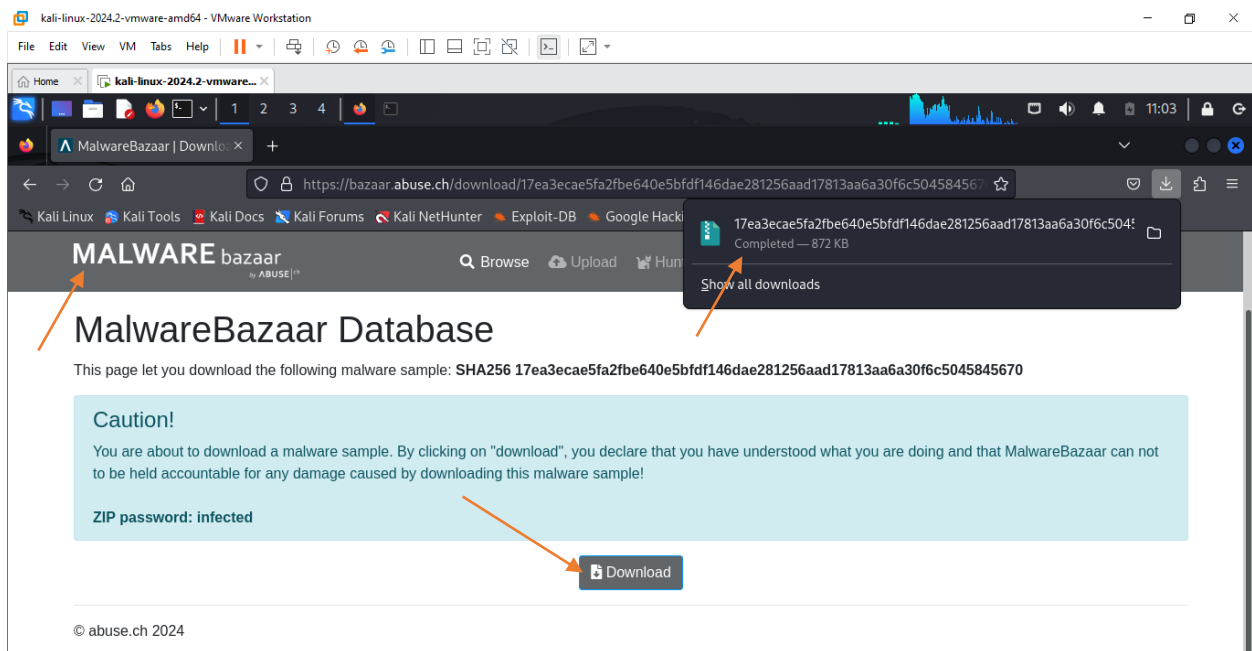 kali-linux-2024.2-vmware-amd64 - VMware Workstation
File Edit View VM Tabs Help
Home
kali-linux-2024.2-vmware...
1 2 3 4
11:03
MalwareBazaar | Downloa
https://bazaar.abuse.ch/download/17ea3ecae5fa2fbe640e5bfdf146dae281256aad17813aa6a30f6c504584567
Kali Linux Kali Tools Kali Docs Kali Forums Kali NetHunter Exploit-DB Google Hacki
17ea3ecae5fa2fbe640e5bfdf146dae281256aad17813aa6a30f6c5045
Completed — 872 KB
Show all downloads
MALWARE bazaar
by ABUSE|ch
Browse Upload Hun
MalwareBazaar Database
This page let you download the following malware sample: SHA256 17ea3ecae5fa2fbe640e5bfdf146dae281256aad17813aa6a30f6c5045845670
Caution!
You are about to download a malware sample. By clicking on "download", you declare that you have understood what you are doing and that MalwareBazaar can not
to be held accountable for any damage caused by downloading this malware sample!
ZIP password: infected
Download
© abuse.ch 2024